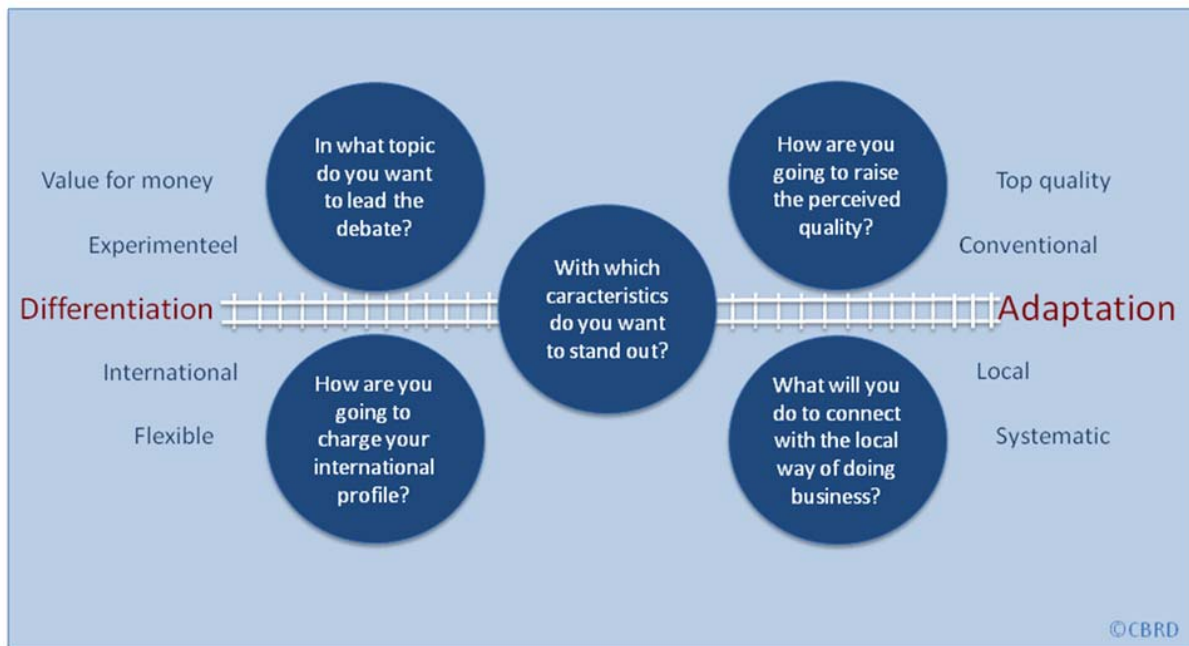 Value for money
Experimenteel
Differentiation
International
Flexible
In what topic
do you want
to lead the
debate?
How are you
going to
charge your
international
profile?
With which
caracteristics
do you want
to stand out?
How are you
going to raise
the perceived
quality?
What will you
do to connect
with the local
way of doing
business?
Top quality
Conventional
Adaptation
Local
Systematic
©CBRD